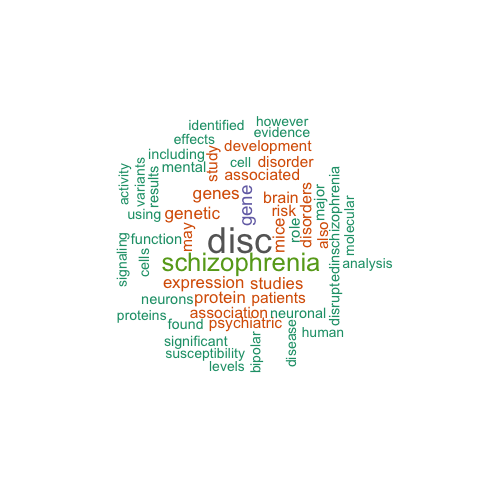 however
identified
evidence
effects
development
including
study
cell
disorder
mental
associated
activity
variants
results
genes
gene
brain
disorders
major
disruptedinschizophrenia
using
genetic
risk
role
also
molecular
may
disc
mice
function
signaling
cells
schizophrenia
analysis
expression
studies
neurons
protein
patients
proteins
association
neuronal
found
psychiatric
human
significant
bipolar
disease
susceptibility
levels